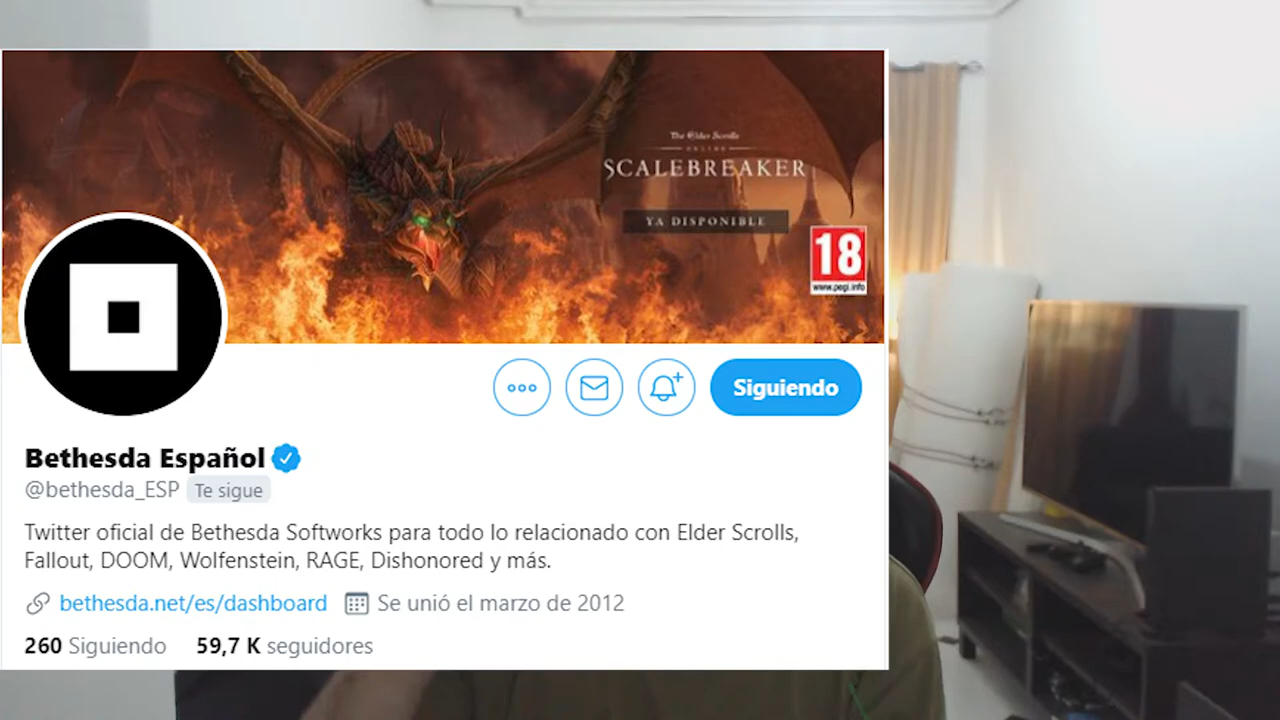 The Elder Scrolls
ONLINE
SCALEBREAKER
YA DISPONIBLE
18
www.pegi.info
Siguiendo
Bethesda Español
@bethesda_ESP Te sigue
Twitter oficial de Bethesda Softworks para todo lo relacionado con Elder Scrolls,
Fallout, DOOM, Wolfenstein, RAGE, Dishonored y más.
bethesda.net/es/dashboard Se unió el marzo de 2012
260 Siguiendo 59,7 K seguidores